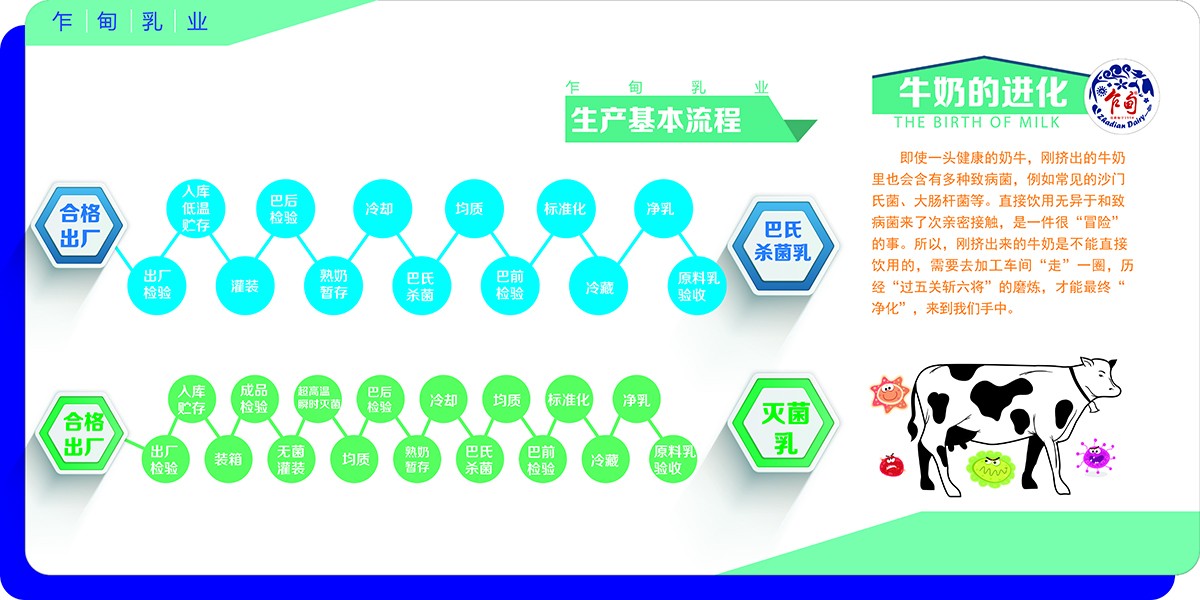 乍 甸 乳 业
乍 甸 乳 业
生产基本流程
牛奶的进化
THE BIRTH OF MILK
乍甸
Zhadian Dairy
即使一头健康的奶牛，刚挤出的牛奶
里也会含有多种致病菌，例如常见的沙门
氏菌、大肠杆菌等。直接饮用无异于和致
病菌来了次亲密接触，是一件很“冒险”
的事。所以，刚挤出来的牛奶是不能直接
饮用的，需要去加工车间“走”一圈，历
经“过五关斩六将”的磨炼，才能最终“
净化”，来到我们手中。
合格
出厂
出厂
检验
入库
低温
贮存
灌装
巴后
检验
熟奶
暂存
冷却
巴氏
杀菌
均质
巴前
检验
标准化
冷藏
净乳
原料乳
验收
巴氏
杀菌乳
合格
出厂
出厂
检验
入库
贮存
装箱
成品
检验
无菌
灌装
超高温
瞬时灭菌
均质
巴后
检验
熟奶
暂存
冷却
巴氏
杀菌
均质
巴前
检验
标准化
冷藏
净乳
原料乳
验收
灭菌
乳